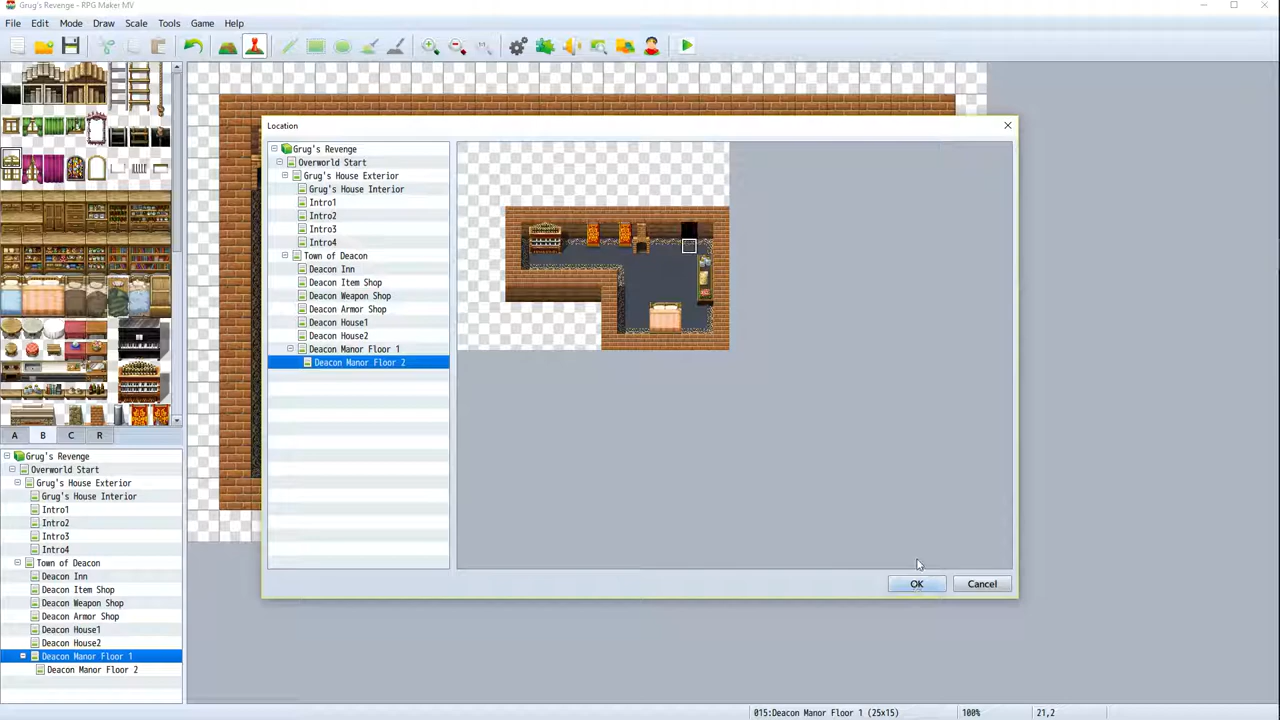 Grug's Revenge - RPG Maker MV
File Edit Mode Draw Scale Tools Game Help
Location
Grug's Revenge
Overworld Start
Grug's House Exterior
Grug's House Interior
Intro1
Intro2
Intro3
Intro4
Town of Deacon
Deacon Inn
Deacon Item Shop
Deacon Weapon Shop
Deacon Armor Shop
Deacon House1
Deacon House2
Deacon Manor Floor 1
Deacon Manor Floor 2
OK Cancel
A B C R
Grug's Revenge
Overworld Start
Grug's House Exterior
Grug's House Interior
Intro1
Intro2
Intro3
Intro4
Town of Deacon
Deacon Inn
Deacon Item Shop
Deacon Weapon Shop
Deacon Armor Shop
Deacon House1
Deacon House2
Deacon Manor Floor 1
Deacon Manor Floor 2
015:Deacon Manor Floor 1 (25x15) 100% 21,2